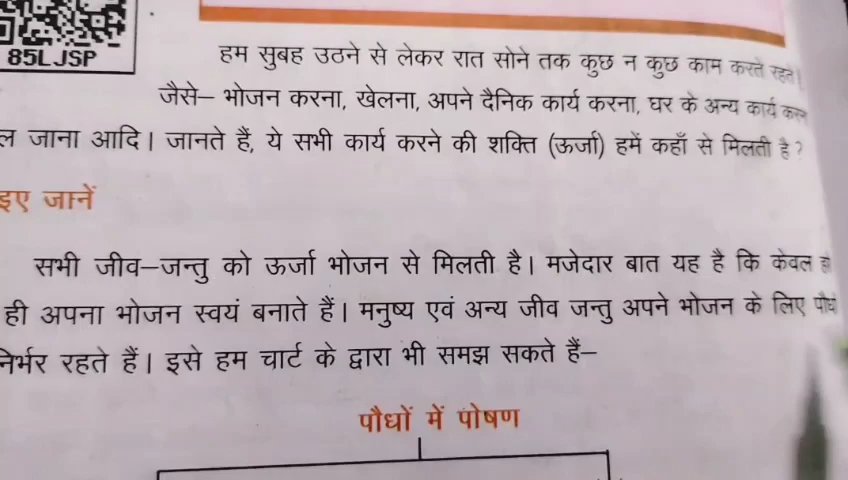 85LJSP
हम सुबह उठने से लेकर रात सोने तक कुछ न कुछ काम करते रहते
जैसे– भोजन करना, खेलना, अपने दैनिक कार्य करना, घर के अन्य कार्य
ल जाना आदि। जानते हैं, ये सभी कार्य करने की शक्ति (ऊर्जा) हमें कहाँ से मिलती है ?
इए जानें
सभी जीव–जन्तु को ऊर्जा भोजन से मिलती है। मजेदार बात यह है कि केवल
ही अपना भोजन स्वयं बनाते हैं। मनुष्य एवं अन्य जीव जन्तु अपने भोजन के लिए
निर्भर रहते हैं। इसे हम चार्ट के द्वारा भी समझ सकते हैं–
पौधों में पोषण